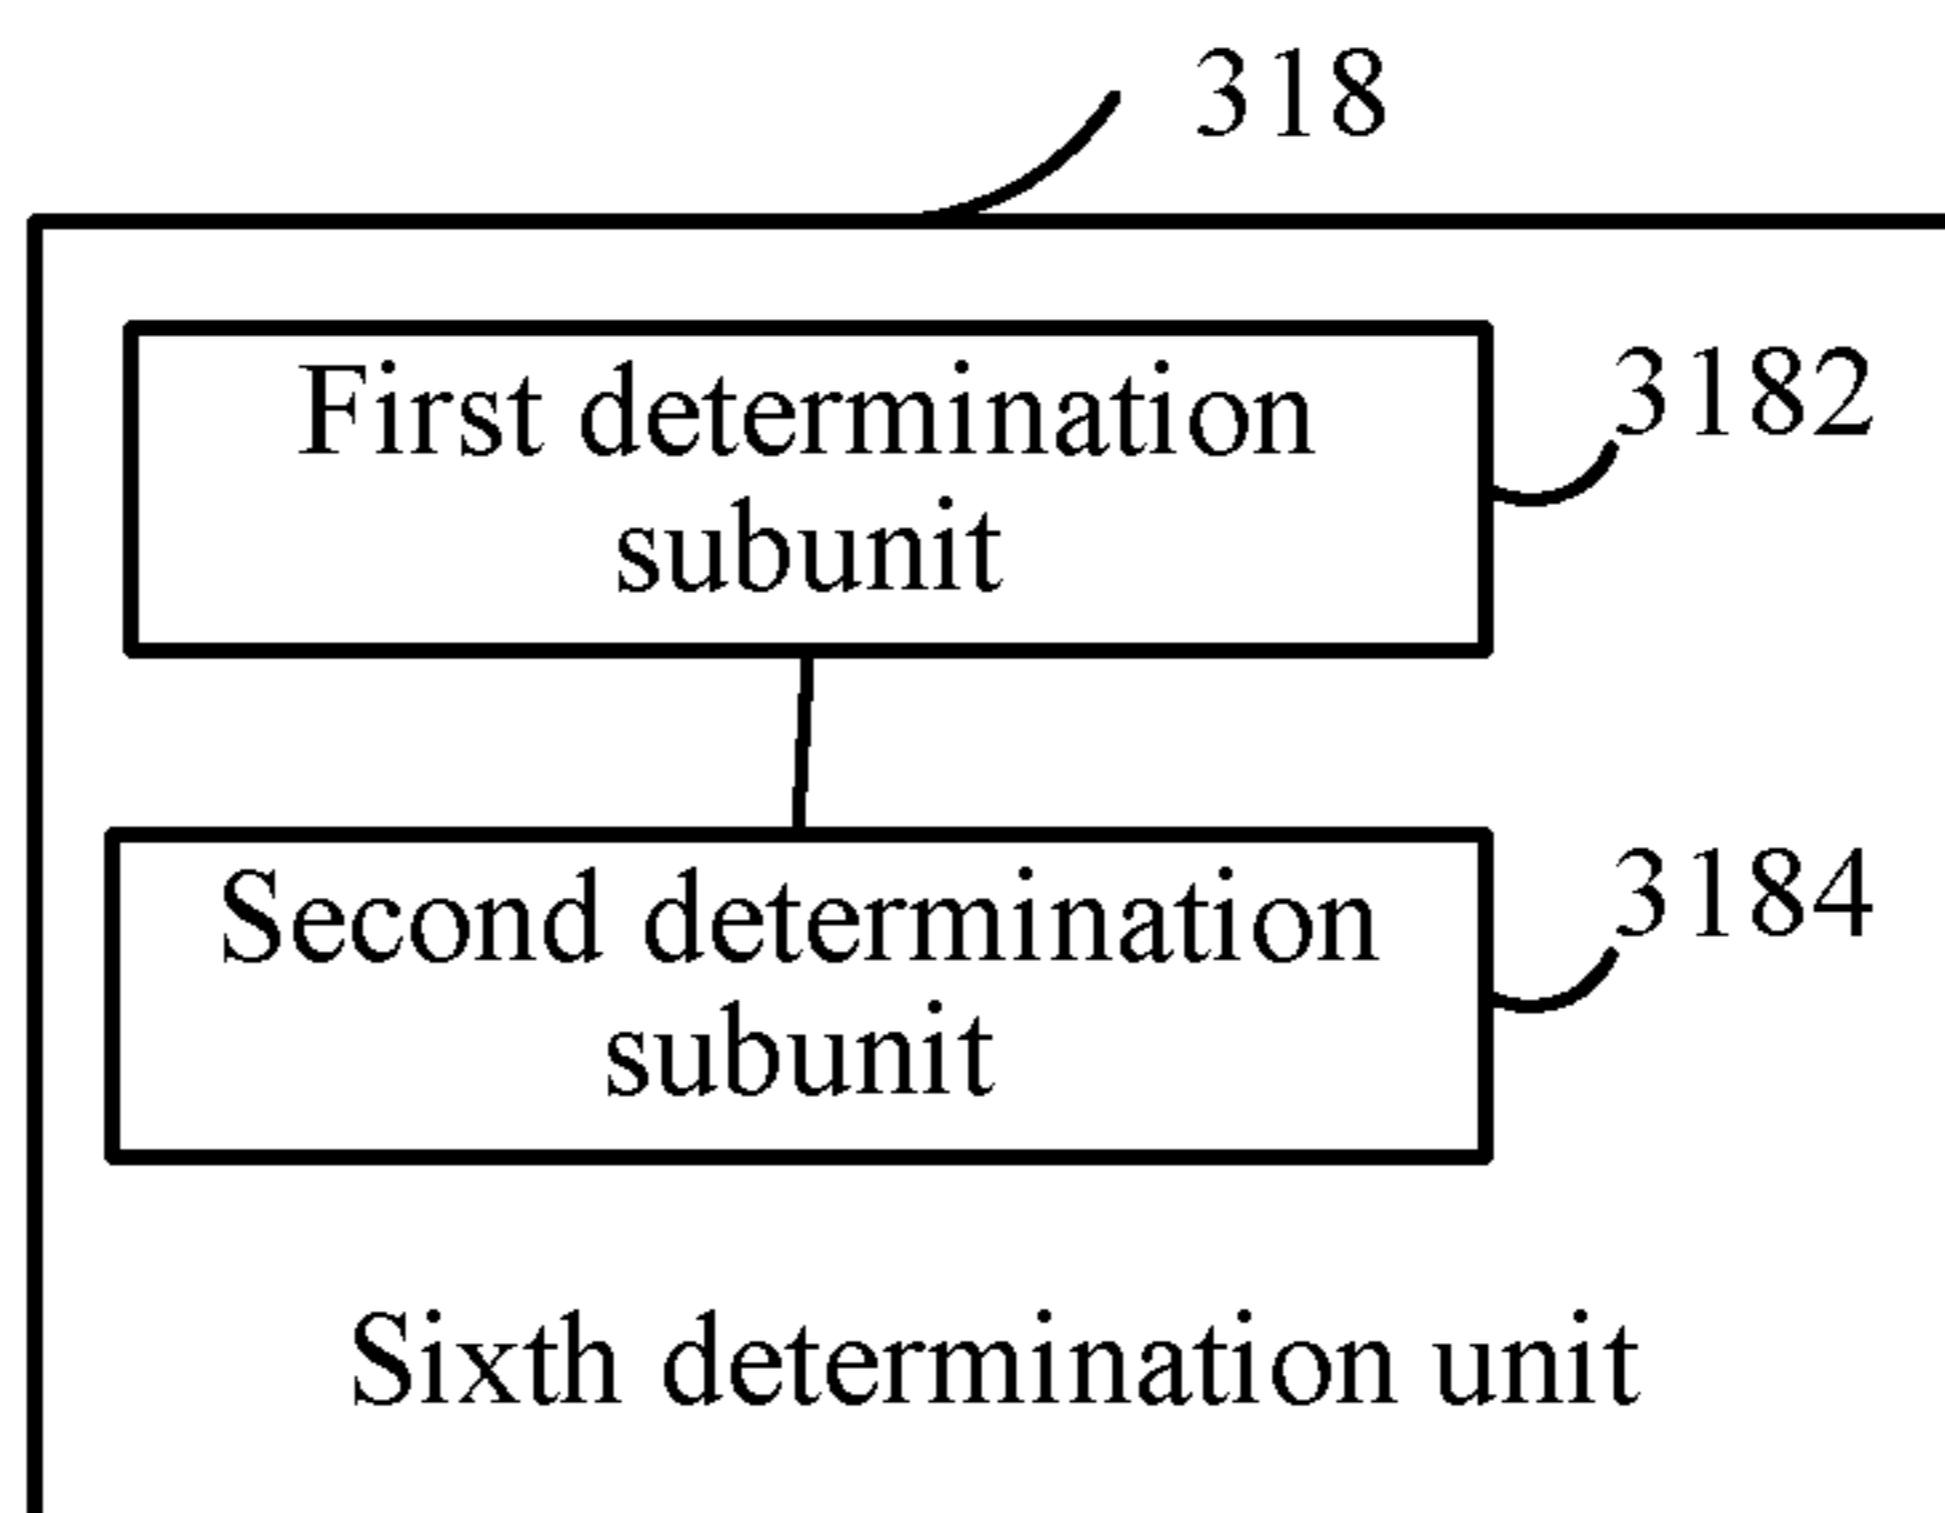 318
First determination
subunit
3182
Second determination
subunit
3184
Sixth determination unit